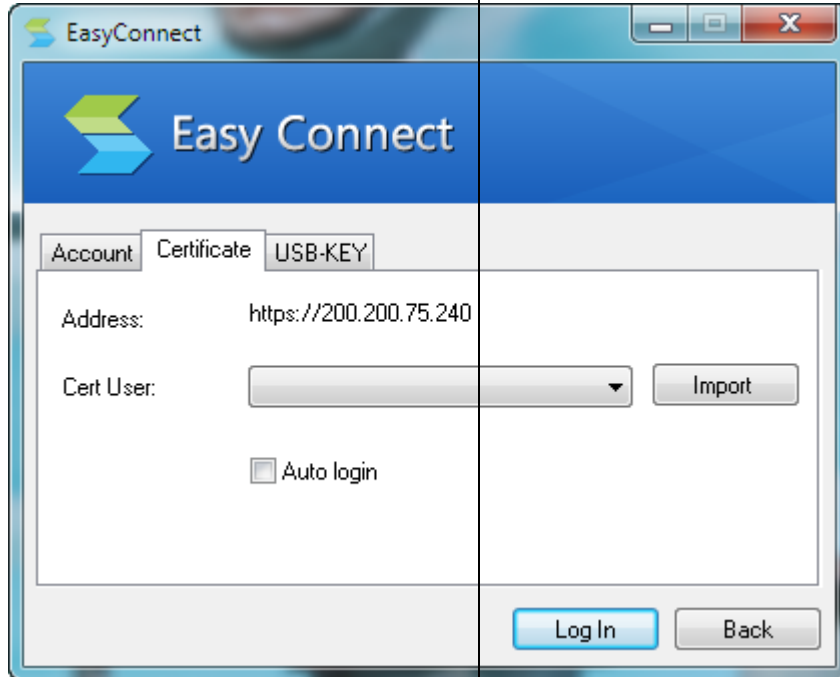 EasyConnect
Easy Connect
Account Certificate USB-KEY
Address: https://200.200.75.240
Cert User: Import
Auto login
Log In Back